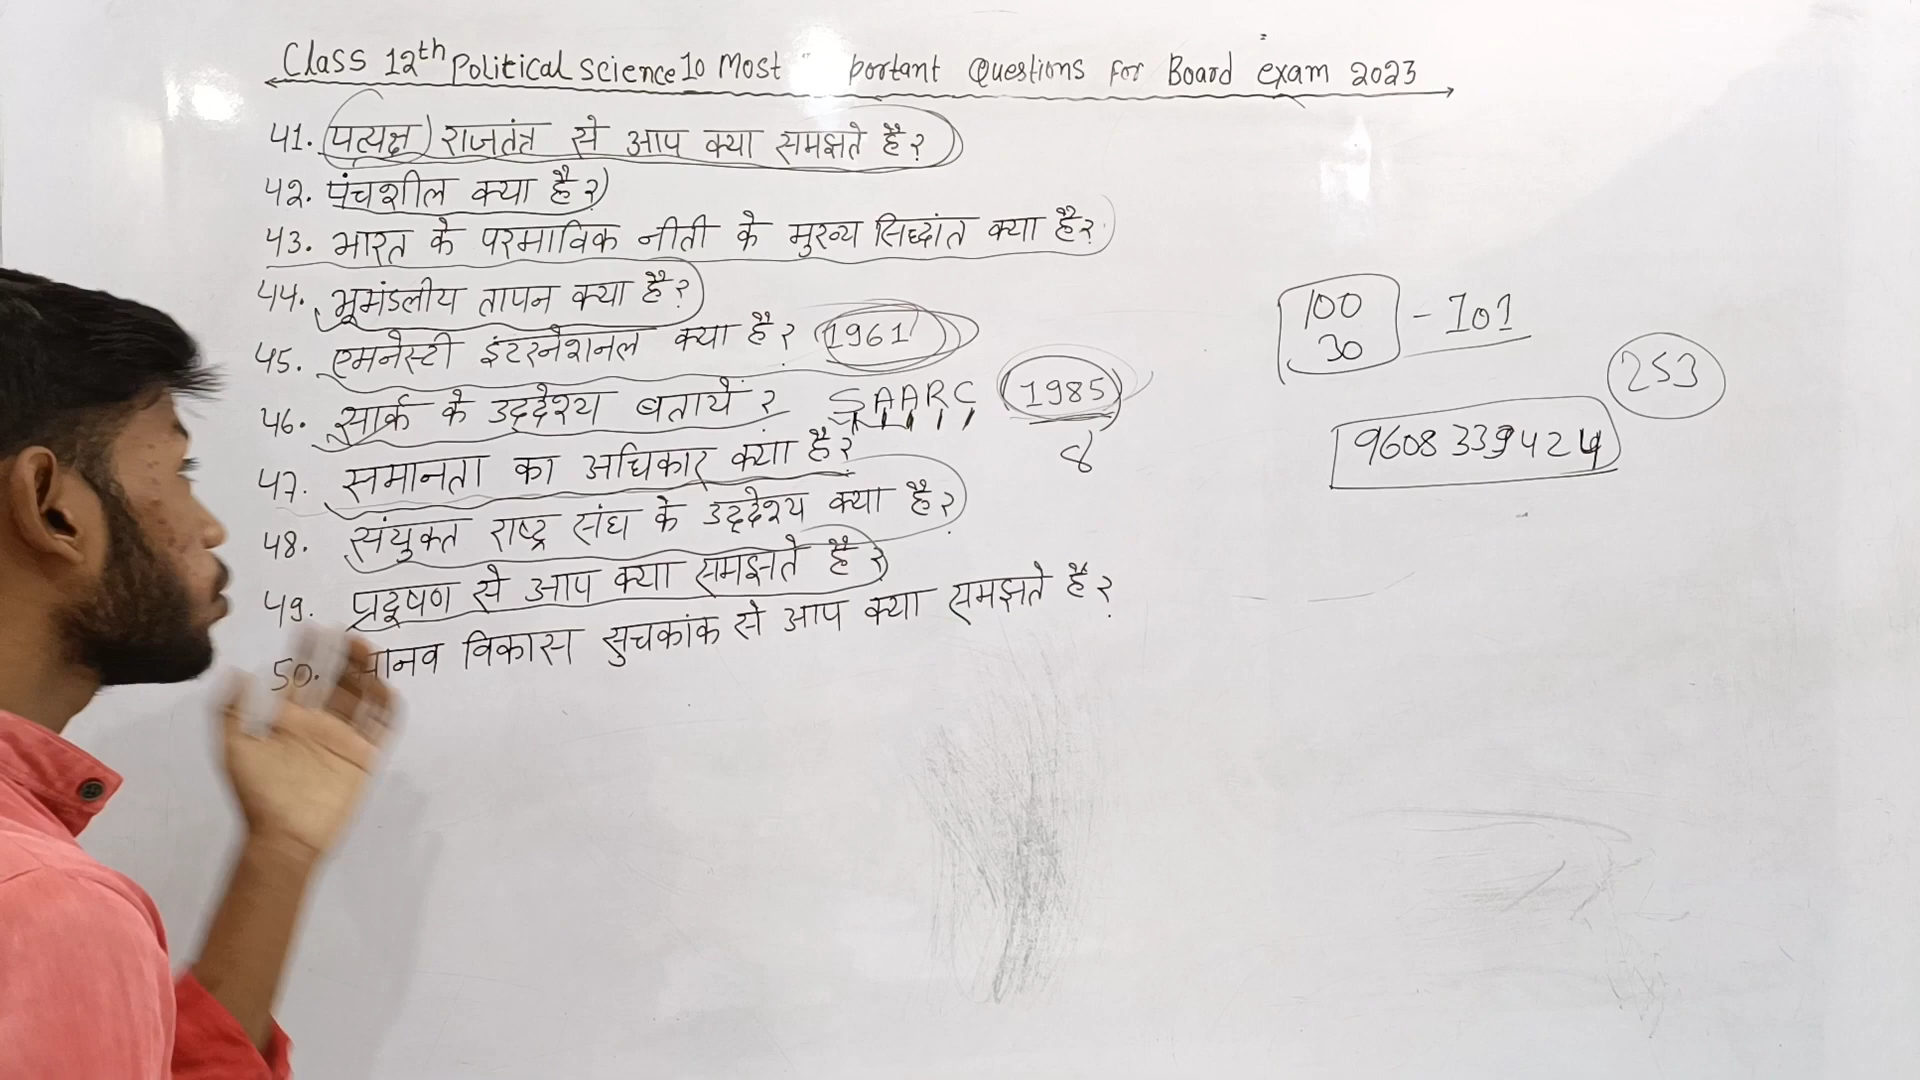 Class 12th Political Science 10 Most portant Questions For Board exam 2023
41. पत्यक्ष राजतंत्र से आप क्या समझते है?
42. पंचशील क्या है?
43. भारत के परमाविक नीती के मुख्य सिद्धांत क्या है?
44. भूमंडलीय तापन क्या है?
45. एमनेस्टी इंटरनेशनल क्या है? 1961
46. सार्क के उद्देश्य बतायें? SAARC 1985
8
47. समानता का अधिकार क्या है?
48. संयुक्त राष्ट्र संघ के उद्देश्य क्या है?
49. प्रदूषण से आप क्या समझते है?
50. मानव विकास सुचकांक से आप क्या समझते है?
100 - 101
30
253
9608339424